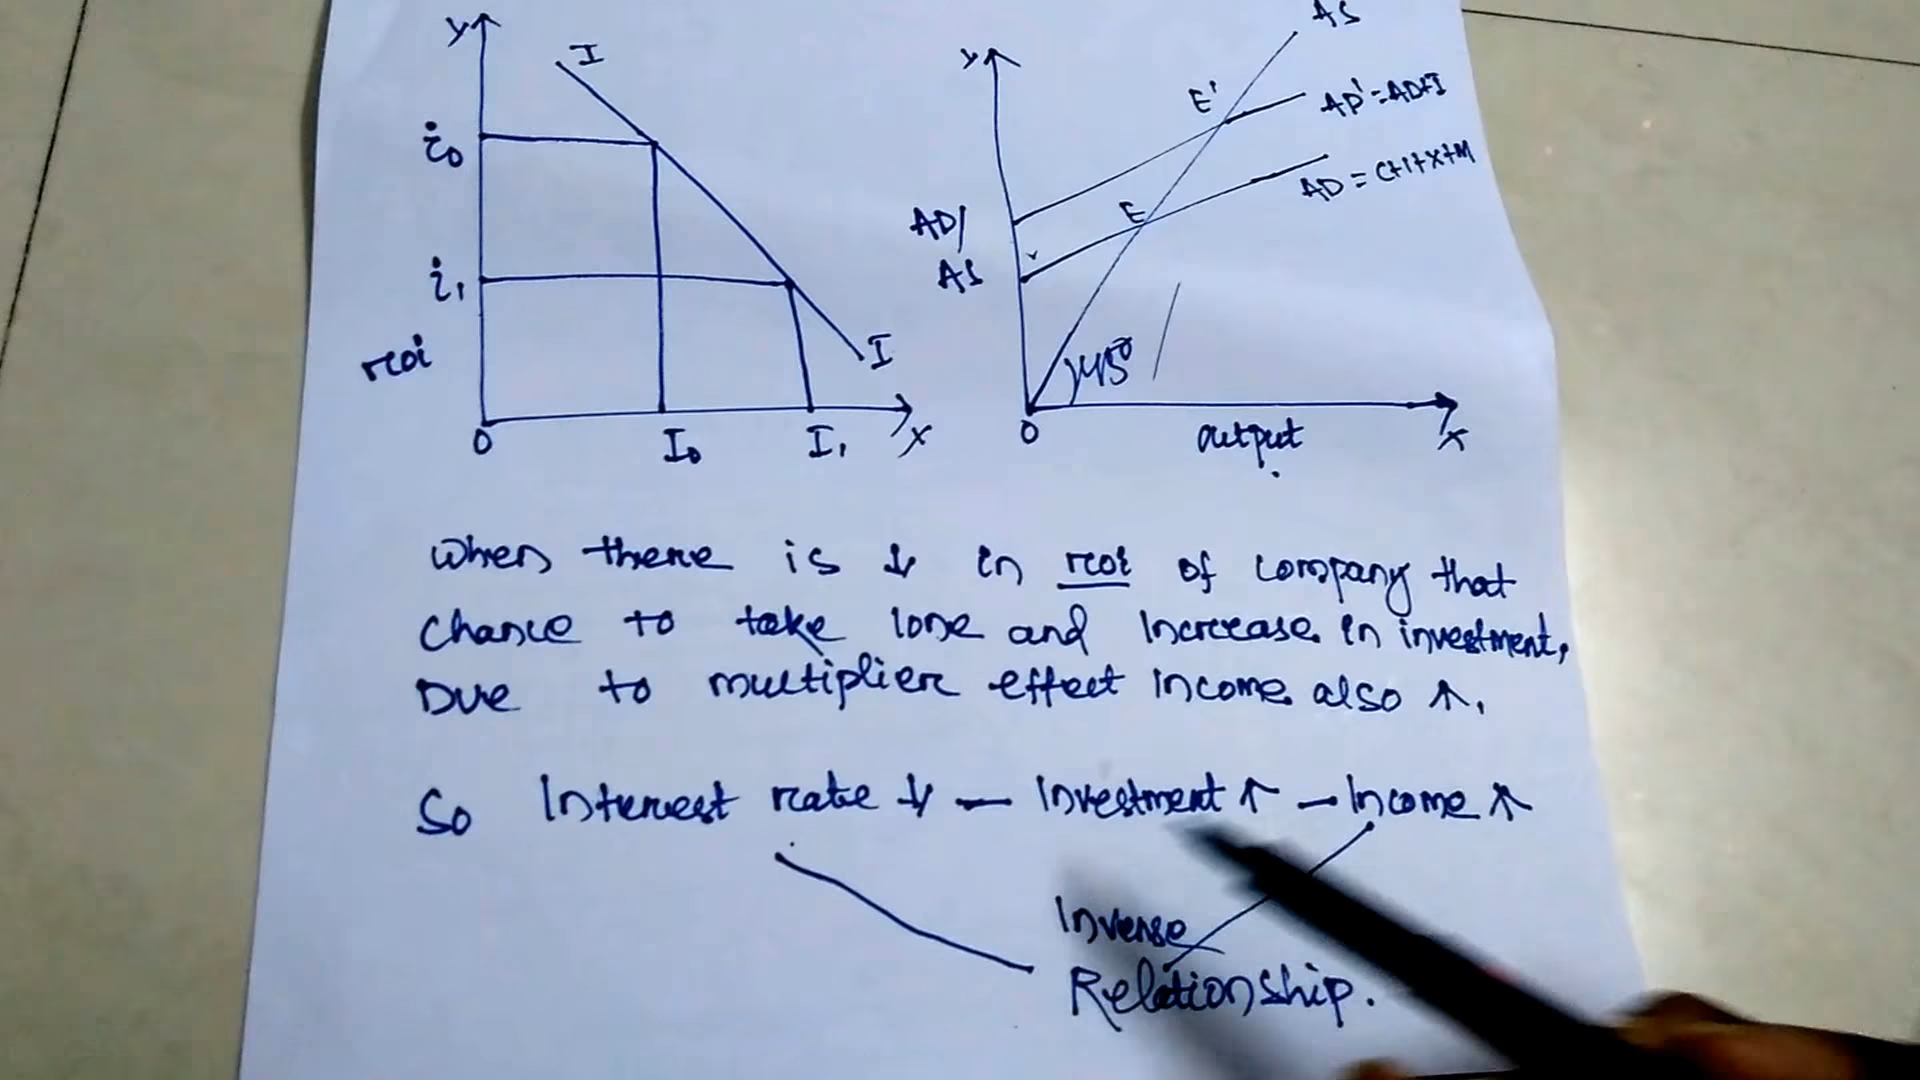 y
I
i0
i1
roi
I
0
I0
I1
x
y
AS
E'
AD' = AD+I
AD/
AS
E
AD = C+I+X+M
45°
0
output
x
When there is ↓ in roi of company that
chance to take lone and Increase in investment,
Due to multiplier effect income also ↑.
So Interest rate ↓ — Investment ↑ — Income ↑
Inverse
Relationship.